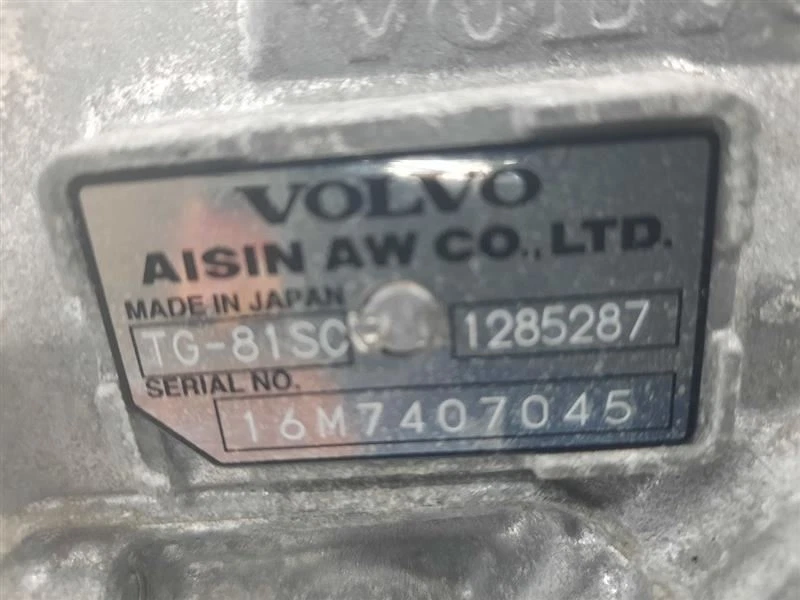 VOLVO
AISIN AW CO.,LTD.
MADE IN JAPAN
TG-81SC 1285287
SERIAL NO.
16M7407045